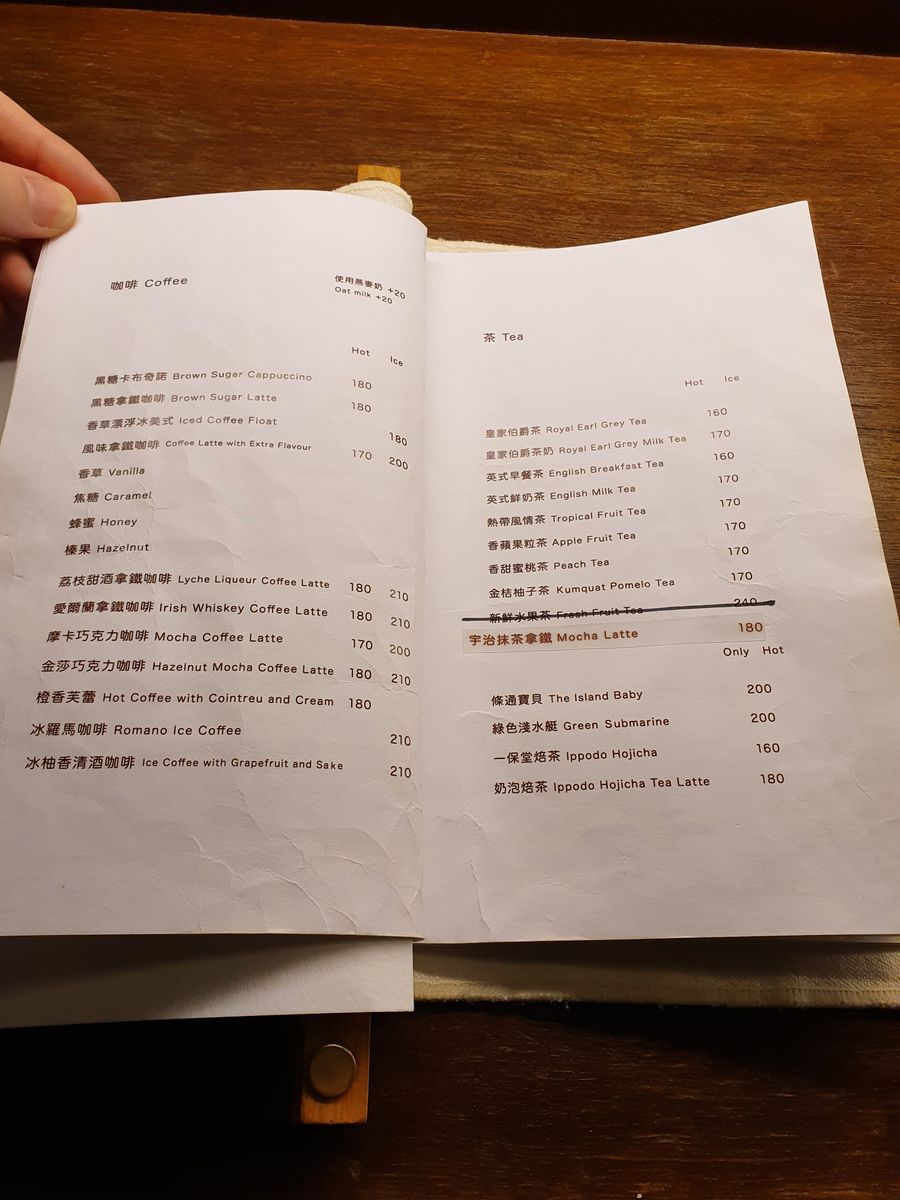 咖啡 Coffee
使用燕麥奶 +20
Oat milk +20
Hot Ice
黑糖卡布奇諾 Brown Sugar Cappuccino 180
黑糖拿鐵咖啡 Brown Sugar Latte 180
香草漂浮冰美式 Iced Coffee Float 180
風味拿鐵咖啡 Coffee Latte with Extra Flavour 170 200
香草 Vanilla
焦糖 Caramel
蜂蜜 Honey
榛果 Hazelnut
荔枝甜酒拿鐵咖啡 Lyche Liqueur Coffee Latte 180 210
愛爾蘭拿鐵咖啡 Irish Whiskey Coffee Latte 180 210
摩卡巧克力咖啡 Mocha Coffee Latte 170 200
金莎巧克力咖啡 Hazelnut Mocha Coffee Latte 180 210
橙香芙蕾 Hot Coffee with Cointreu and Cream 180
冰羅馬咖啡 Romano Ice Coffee 210
冰柚香清酒咖啡 Ice Coffee with Grapefruit and Sake 210
茶 Tea
Hot Ice
皇家伯爵茶 Royal Earl Grey Tea 160
皇家伯爵茶奶 Royal Earl Grey Milk Tea 170
英式早餐茶 English Breakfast Tea 160
英式鮮奶茶 English Milk Tea 170
熱帶風情茶 Tropical Fruit Tea 170
香蘋果粒茶 Apple Fruit Tea 170
香甜蜜桃茶 Peach Tea 170
金桔柚子茶 Kumquat Pomelo Tea 170
新鮮水果茶 Fresh Fruit Tea 240
宇治抹茶拿鐵 Mocha Latte 180
Only Hot
條通寶貝 The Island Baby 200
綠色淺水艇 Green Submarine 200
一保堂焙茶 Ippodo Hojicha 160
奶泡焙茶 Ippodo Hojicha Tea Latte 180